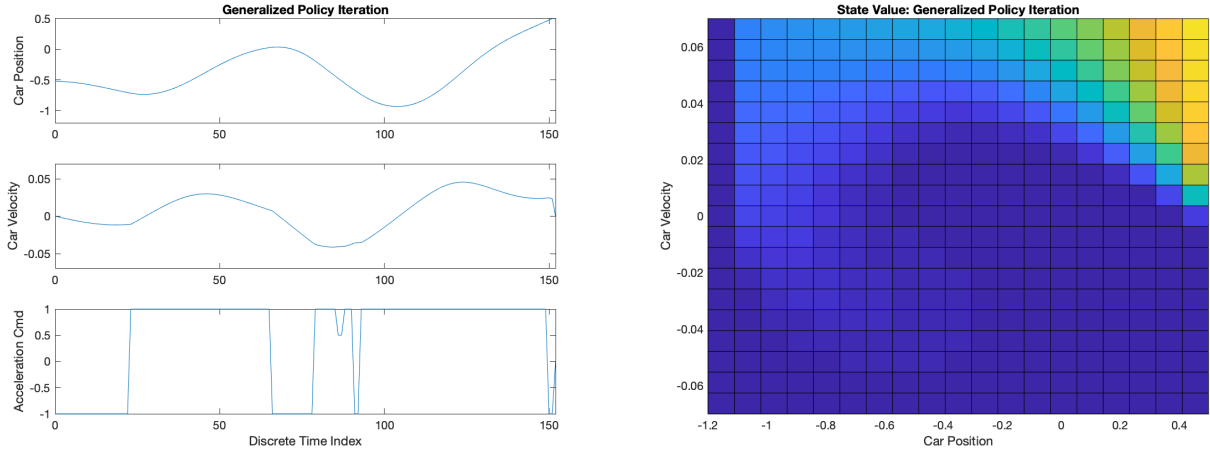 Generalized Policy Iteration
Car Position
0.5
0
-0.5
-1
0 50 100 150
Car Velocity
0.05
0
-0.05
0 50 100 150
Acceleration Cmd
1
0.5
0
-0.5
-1
0 50 100 150
Discrete Time Index
State Value: Generalized Policy Iteration
Car Velocity
0.06
0.04
0.02
0
-0.02
-0.04
-0.06
-1.2 -1 -0.8 -0.6 -0.4 -0.2 0 0.2 0.4
Car Position